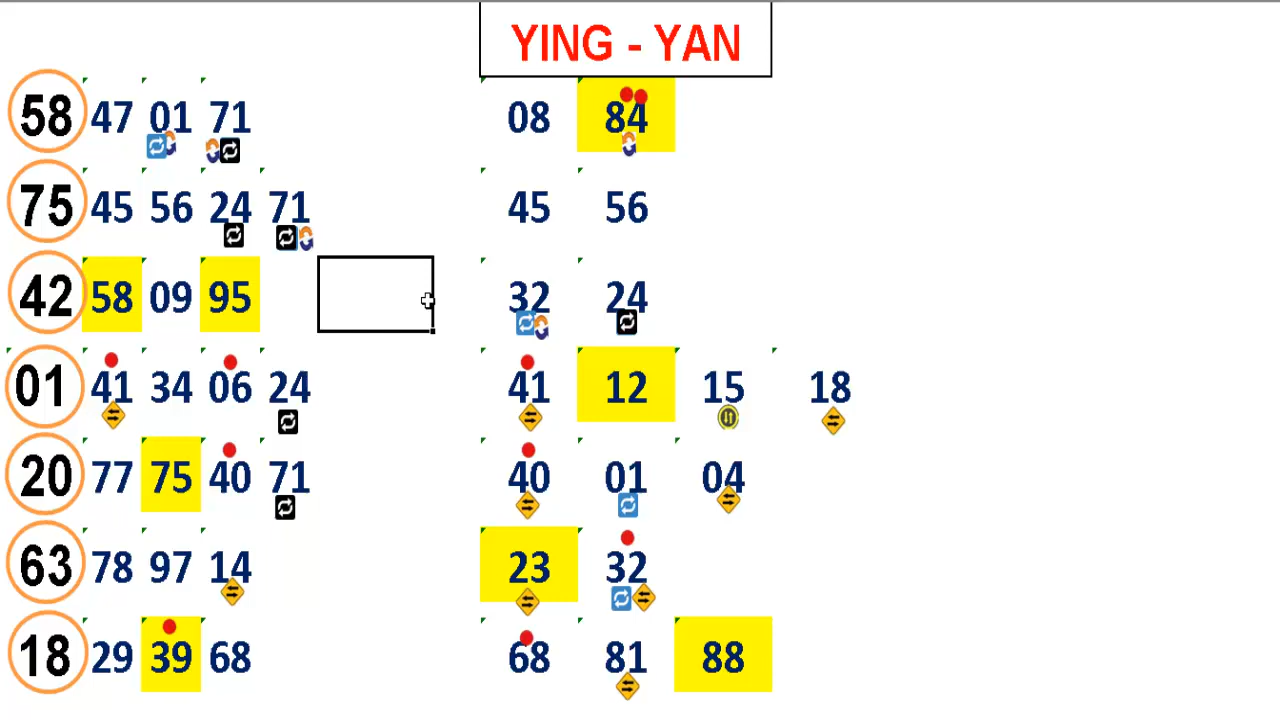 YING - YAN
58 47 01 71 08 84
75 45 56 24 71 45 56
42 58 09 95 32 24
01 41 34 06 24 41 12 15 18
20 77 75 40 71 40 01 04
63 78 97 14 23 32
18 29 39 68 68 81 88